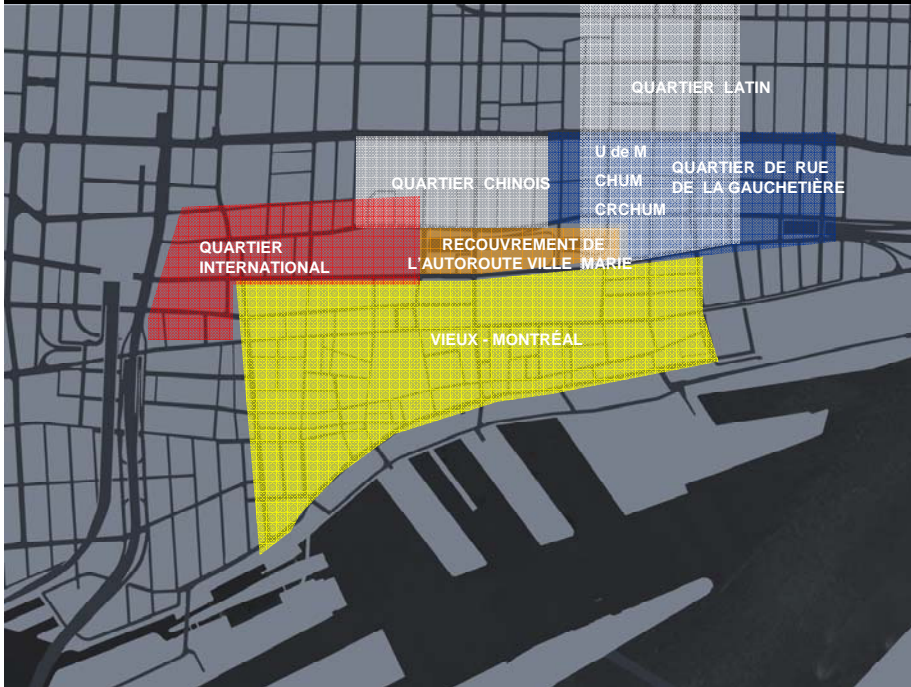 QUARTIER LATIN
U de M
CHUM
CRCHUM
QUARTIER DE RUE
DE LA GAUCHETIÈRE
QUARTIER CHINOIS
QUARTIER
INTERNATIONAL
RECOUVREMENT DE
L'AUTOROUTE VILLE MARIE
VIEUX - MONTRÉAL